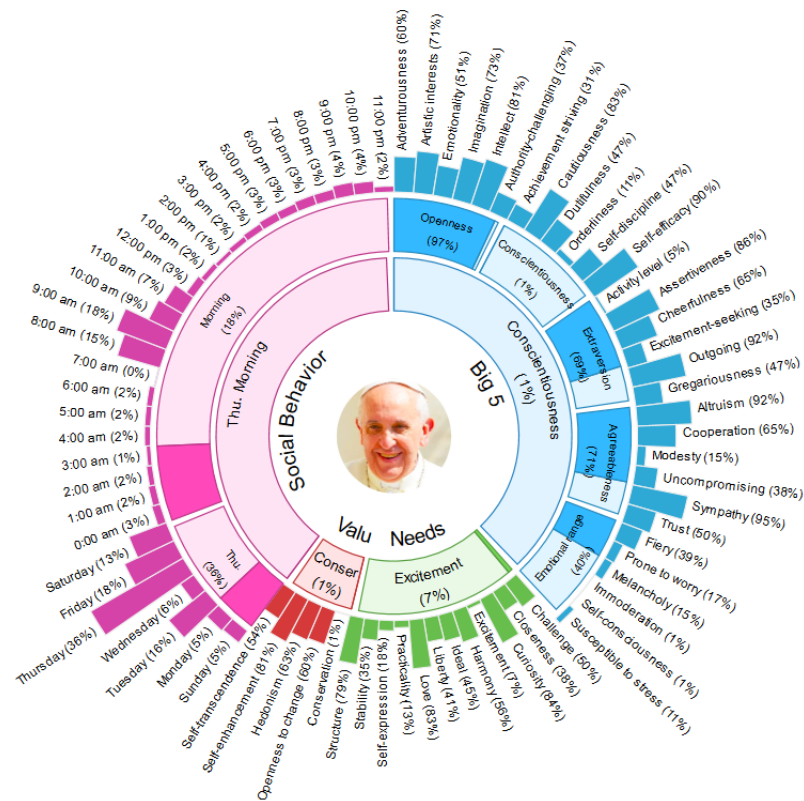 Adventurousness (60%)
Artistic interests (71%)
Emotionality (51%)
Imagination (73%)
Intellect (81%)
Authority-challenging (37%)
Achievement striving (31%)
Cautiousness (83%)
Dutifulness (47%)
Orderliness (11%)
Self-discipline (47%)
Self-efficacy (90%)
Activity level (5%)
Assertiveness (86%)
Cheerfulness (65%)
Excitement-seeking (35%)
Outgoing (92%)
Gregariousness (47%)
Altruism (92%)
Cooperation (65%)
Modesty (15%)
Uncompromising (38%)
Sympathy (95%)
Trust (50%)
Fiery (39%)
Prone to worry (17%)
Melancholy (15%)
Immoderation (1%)
Self-consciousness (1%)
Susceptible to stress (11%)
Challenge (50%)
Closeness (38%)
Curiosity (84%)
Excitement (7%)
Harmony (56%)
Ideal (45%)
Liberty (41%)
Love (83%)
Practicality (13%)
Self-expression (18%)
Stability (35%)
Structure (79%)
Conservation (1%)
Openness to change (60%)
Hedonism (63%)
Self-enhancement (81%)
Self-transcendence (54%)
Sunday (5%)
Monday (5%)
Tuesday (16%)
Wednesday (6%)
Thursday (36%)
Friday (18%)
Saturday (13%)
0:00 am (3%)
1:00 am (2%)
2:00 am (2%)
3:00 am (1%)
4:00 am (2%)
5:00 am (2%)
6:00 am (2%)
7:00 am (0%)
8:00 am (15%)
9:00 am (18%)
10:00 am (9%)
11:00 am (7%)
12:00 pm (3%)
1:00 pm (2%)
2:00 pm (1%)
3:00 pm (2%)
4:00 pm (2%)
5:00 pm (3%)
6:00 pm (3%)
7:00 pm (3%)
8:00 pm (3%)
9:00 pm (4%)
10:00 pm (4%)
11:00 pm (2%)
Openness
(97%)
Conscientiousness
(1%)
Extraversion
(69%)
Agreeableness
(71%)
Emotional range
(40%)
Conscientiousness
(1%)
Big 5
Excitement
(7%)
Needs
Conser
(1%)
Valu
Thu.
(36%)
Morning
(18%)
Thu. Morning
Social Behavior